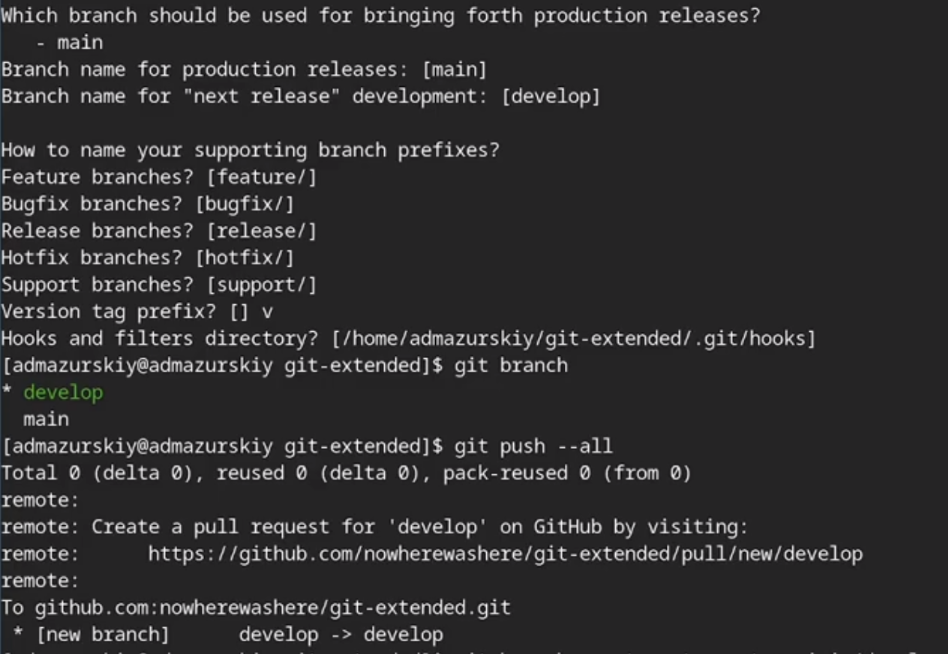 Which branch should be used for bringing forth production releases?
   - main
Branch name for production releases: [main]
Branch name for "next release" development: [develop]

How to name your supporting branch prefixes?
Feature branches? [feature/]
Bugfix branches? [bugfix/]
Release branches? [release/]
Hotfix branches? [hotfix/]
Support branches? [support/]
Version tag prefix? [] v
Hooks and filters directory? [/home/admazurskiy/git-extended/.git/hooks]
[admazurskiy@admazurskiy git-extended]$ git branch
* develop
  main
[admazurskiy@admazurskiy git-extended]$ git push --all
Total 0 (delta 0), reused 0 (delta 0), pack-reused 0 (from 0)
remote:
remote: Create a pull request for 'develop' on GitHub by visiting:
remote:      https://github.com/nowherewashere/git-extended/pull/new/develop
remote:
To github.com:nowherewashere/git-extended.git
 * [new branch]      develop -> develop